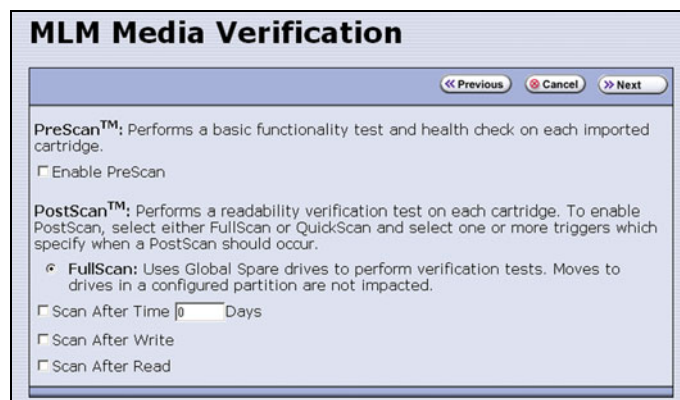 MLM Media Verification
Previous Cancel Next
PreScan™: Performs a basic functionality test and health check on each imported
cartridge.
Enable PreScan
PostScan™: Performs a readability verification test on each cartridge. To enable
PostScan, select either FullScan or QuickScan and select one or more triggers which
specify when a PostScan should occur.
FullScan: Uses Global Spare drives to perform verification tests. Moves to
drives in a configured partition are not impacted.
Scan After Time 0 Days
Scan After Write
Scan After Read